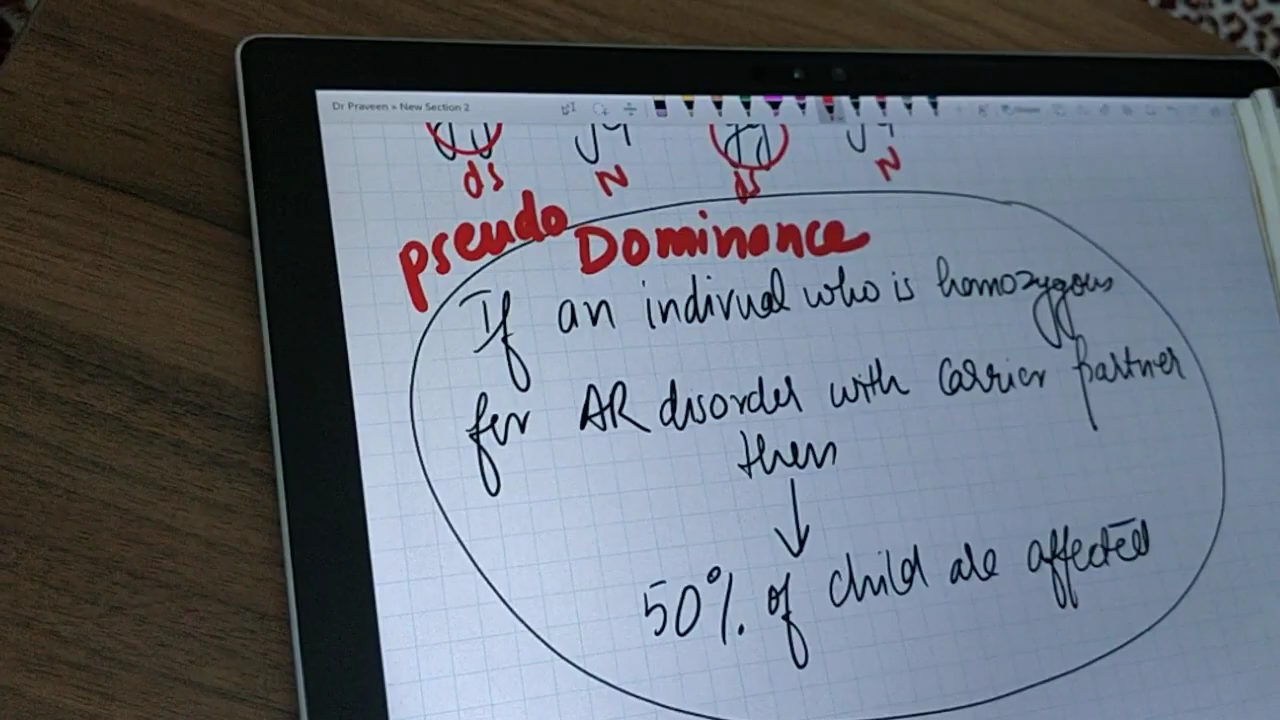 Dr Praveen » New Section 2
ds N ds N
pseudo Dominance
If an indivual who is homozygous
for AR disorder with carrier partner
then
↓
50% of child are affected